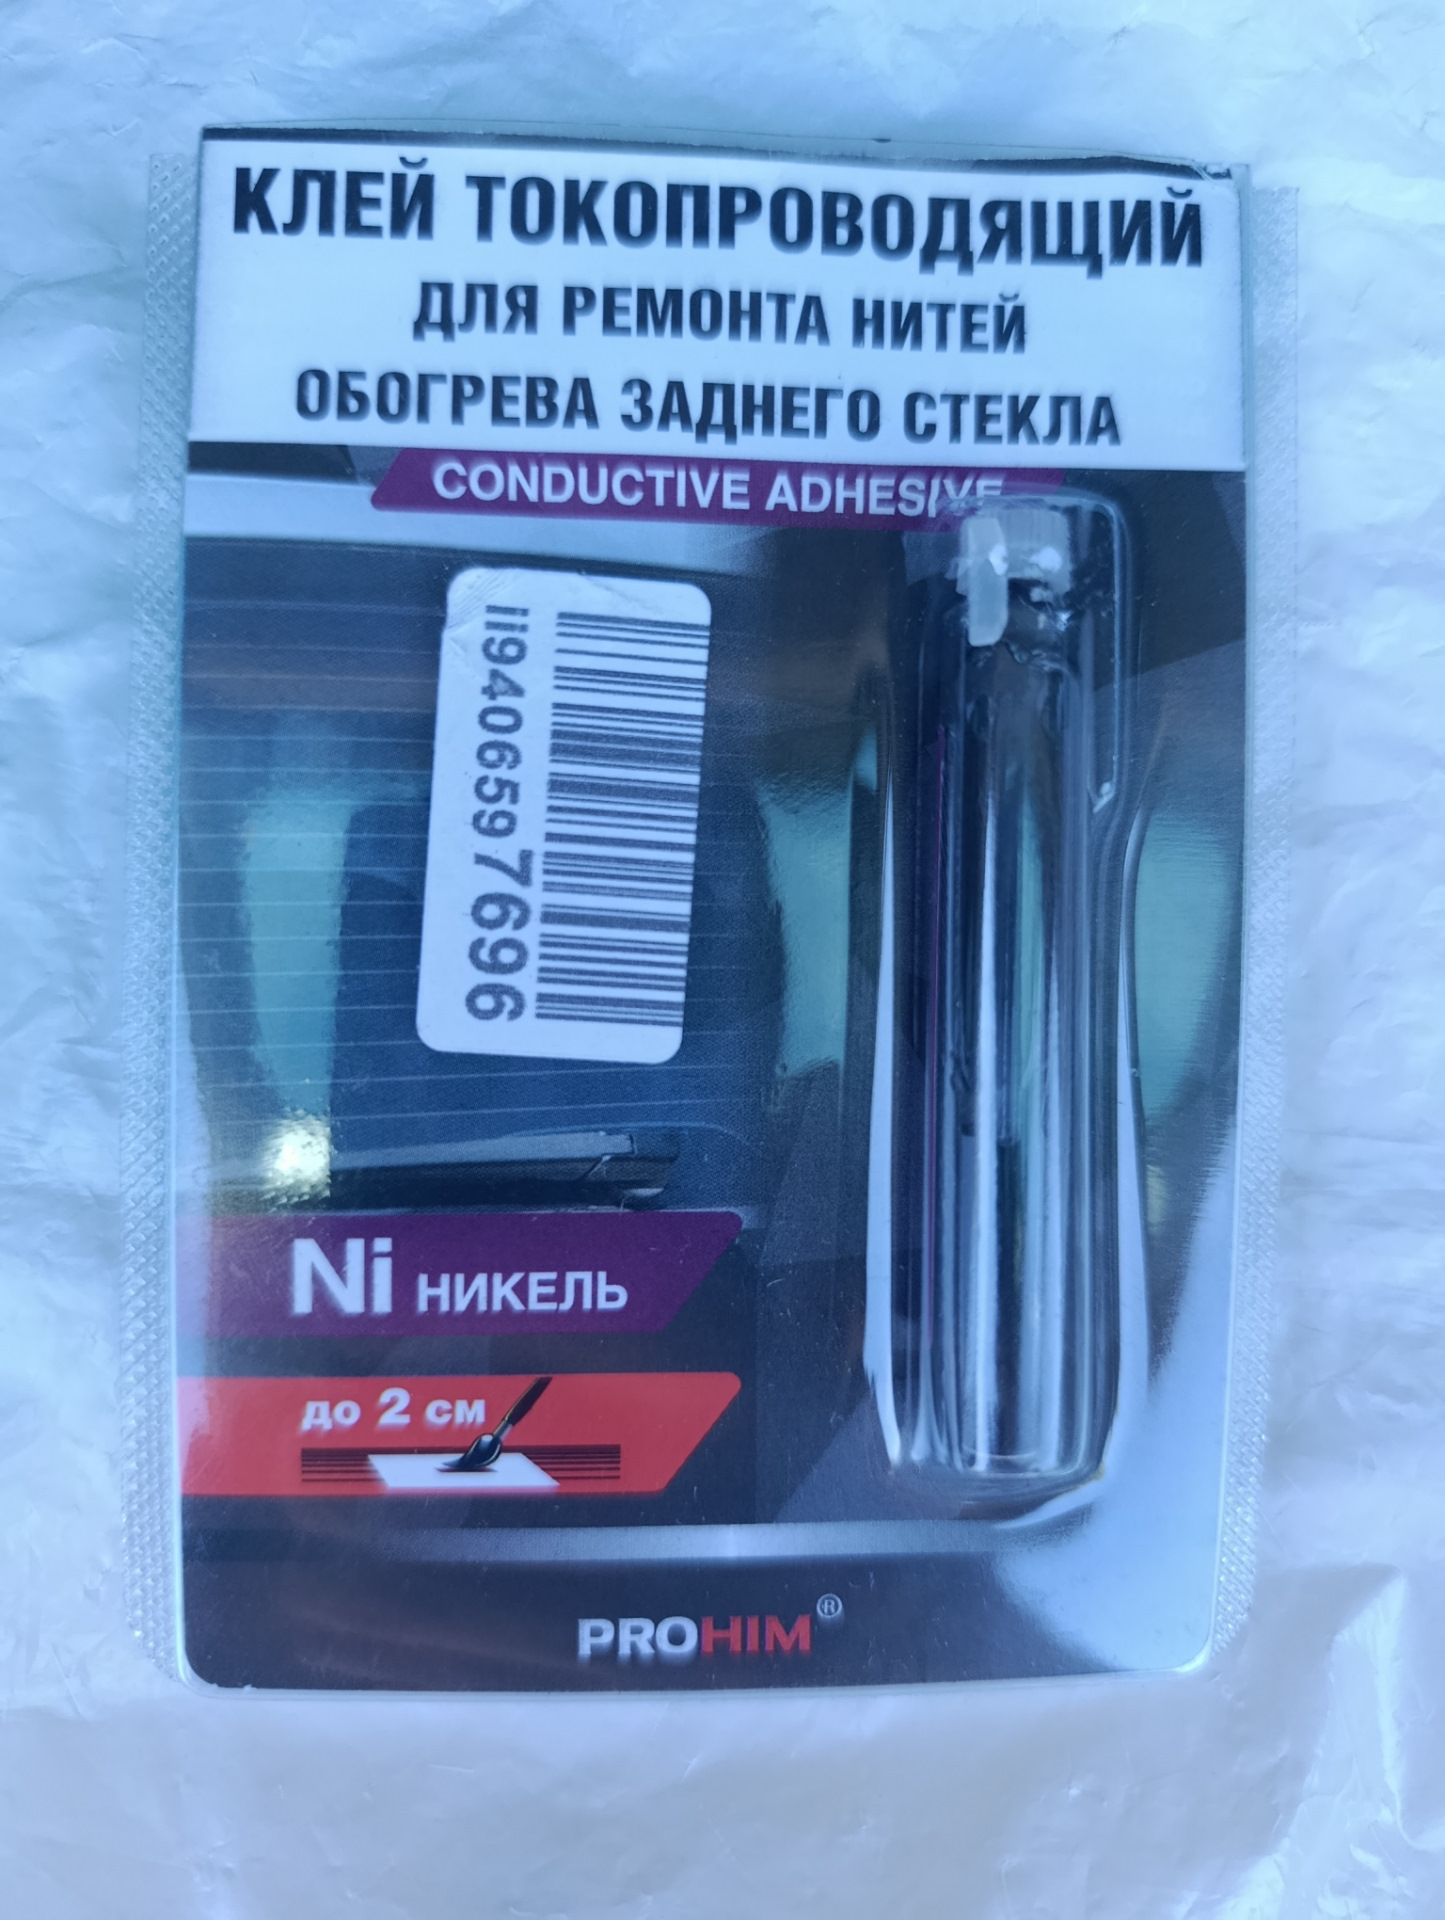 КЛЕЙ ТОКОПРОВОДЯЩИЙ
ДЛЯ РЕМОНТА НИТЕЙ
ОБОГРЕВА ЗАДНЕГО СТЕКЛА
CONDUCTIVE ADHESIVE
ii9406597696
Ni НИКЕЛЬ
до 2 см
PROHIM®